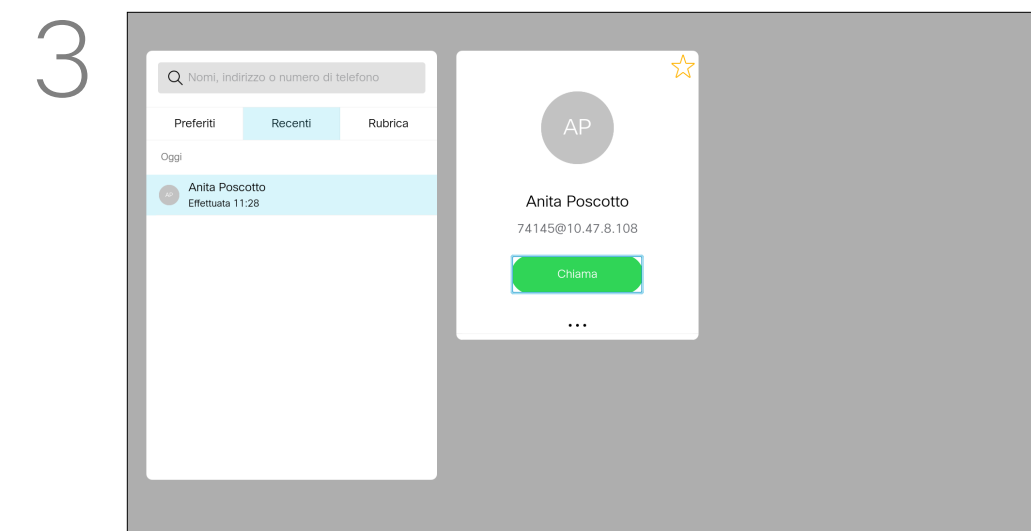 3
Nomi, indirizzo o numero di telefono
Preferiti Recenti Rubrica
Oggi
AP Anita Poscotto
Effettuata 11:28
AP
Anita Poscotto
74145@10.47.8.108
Chiama
...